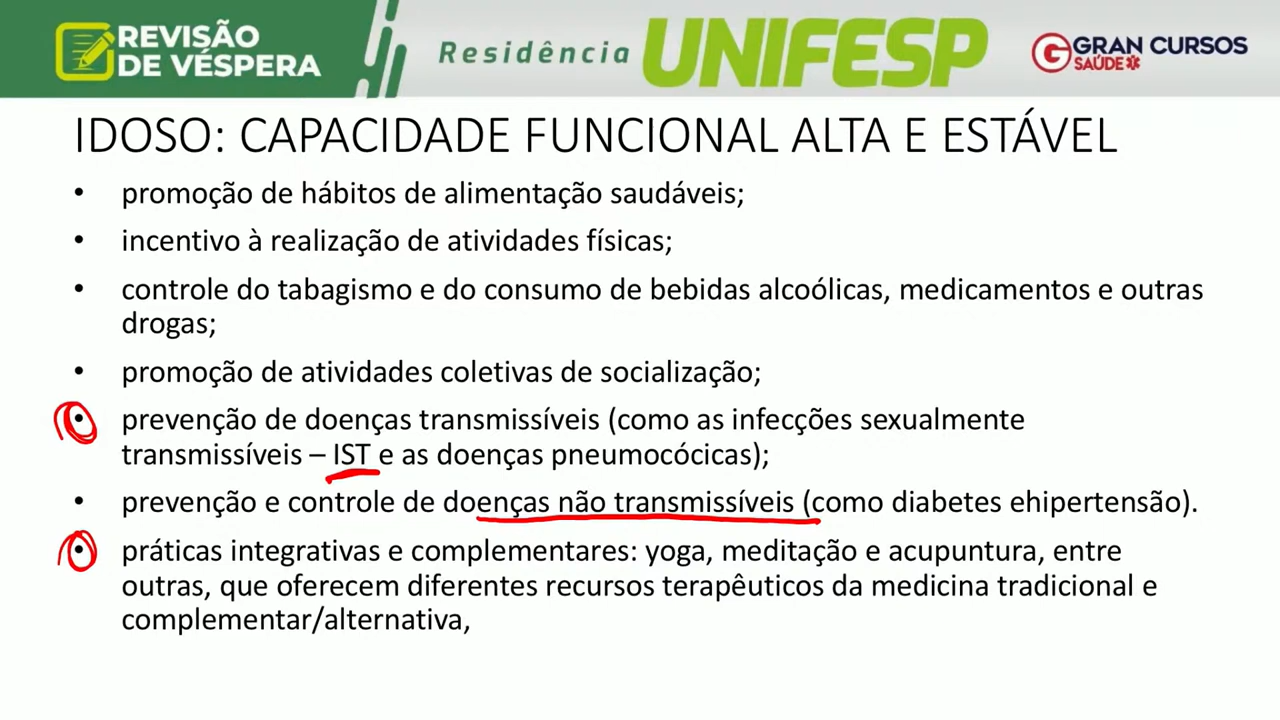 REVISÃO
DE VÉSPERA
Residência UNIFESP
GRAN CURSOS
SAÚDE
IDOSO: CAPACIDADE FUNCIONAL ALTA E ESTÁVEL
• promoção de hábitos de alimentação saudáveis;
• incentivo à realização de atividades físicas;
• controle do tabagismo e do consumo de bebidas alcoólicas, medicamentos e outras
drogas;
• promoção de atividades coletivas de socialização;
• prevenção de doenças transmissíveis (como as infecções sexualmente
transmissíveis – IST e as doenças pneumocócicas);
• prevenção e controle de doenças não transmissíveis (como diabetes ehipertensão).
• práticas integrativas e complementares: yoga, meditação e acupuntura, entre
outras, que oferecem diferentes recursos terapêuticos da medicina tradicional e
complementar/alternativa,